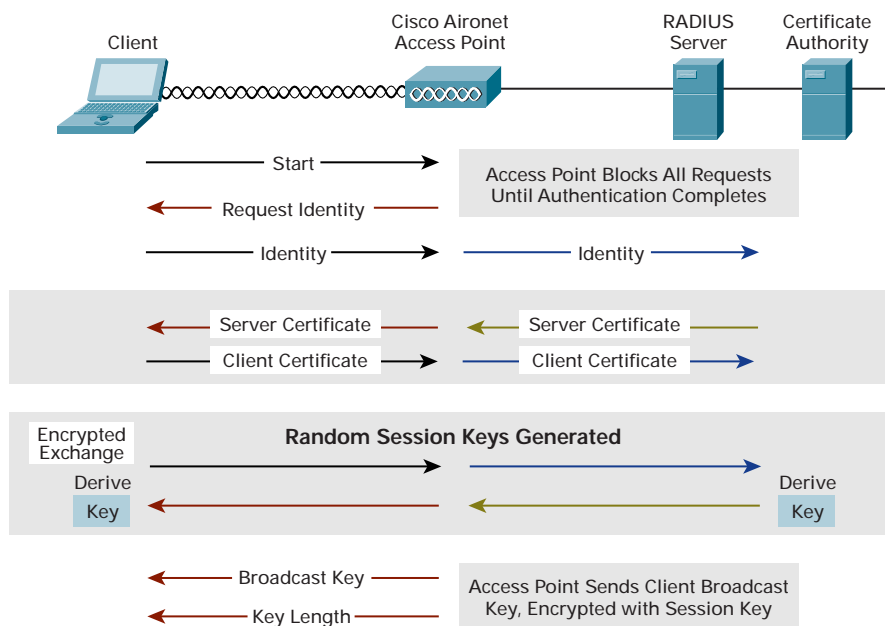 Client
Cisco Aironet
Access Point
RADIUS
Server
Certificate
Authority
Start
Access Point Blocks All Requests
Until Authentication Completes
Request Identity
Identity
Identity
Server Certificate
Server Certificate
Client Certificate
Client Certificate
Encrypted
Exchange
Random Session Keys Generated
Derive
Key
Derive
Key
Broadcast Key
Key Length
Access Point Sends Client Broadcast
Key, Encrypted with Session Key